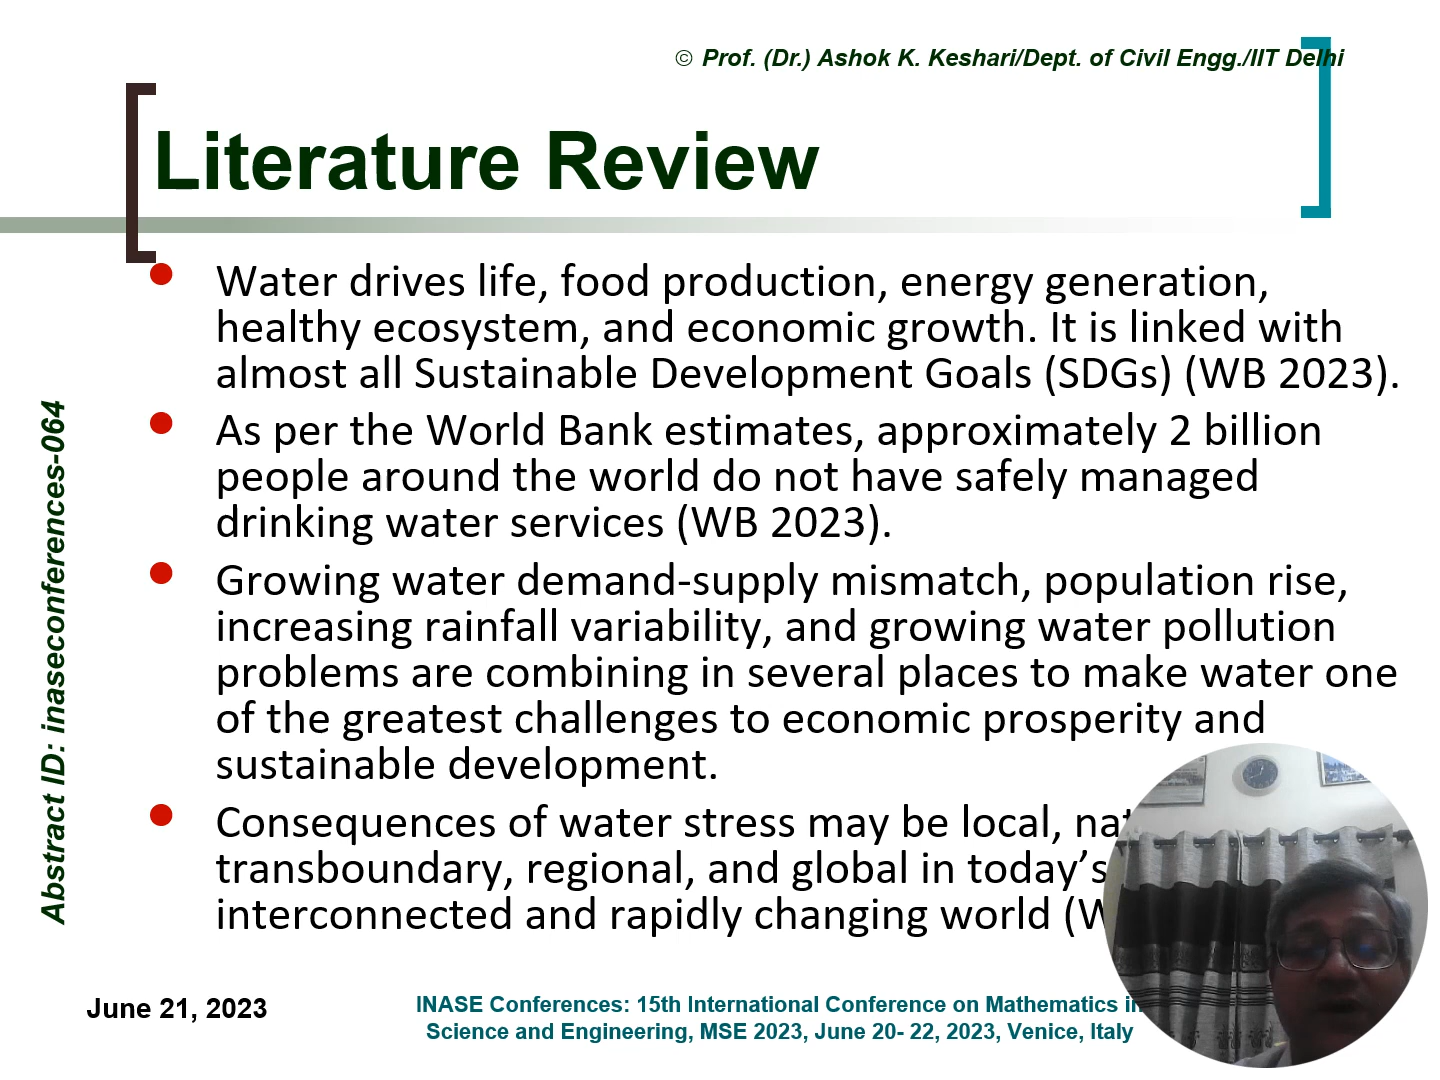 © Prof. (Dr.) Ashok K. Keshari/Dept. of Civil Engg./IIT Delhi
Literature Review
Water drives life, food production, energy generation,
healthy ecosystem, and economic growth. It is linked with
almost all Sustainable Development Goals (SDGs) (WB 2023).
As per the World Bank estimates, approximately 2 billion
people around the world do not have safely managed
drinking water services (WB 2023).
Growing water demand-supply mismatch, population rise,
increasing rainfall variability, and growing water pollution
problems are combining in several places to make water one
of the greatest challenges to economic prosperity and
sustainable development.
Consequences of water stress may be local,
transboundary, regional, and global in today’s
interconnected and rapidly changing world
Abstract ID: inaseconferences-064
June 21, 2023
INASE Conferences: 15th International Conference on Mathematics in
Science and Engineering, MSE 2023, June 20- 22, 2023, Venice, Italy